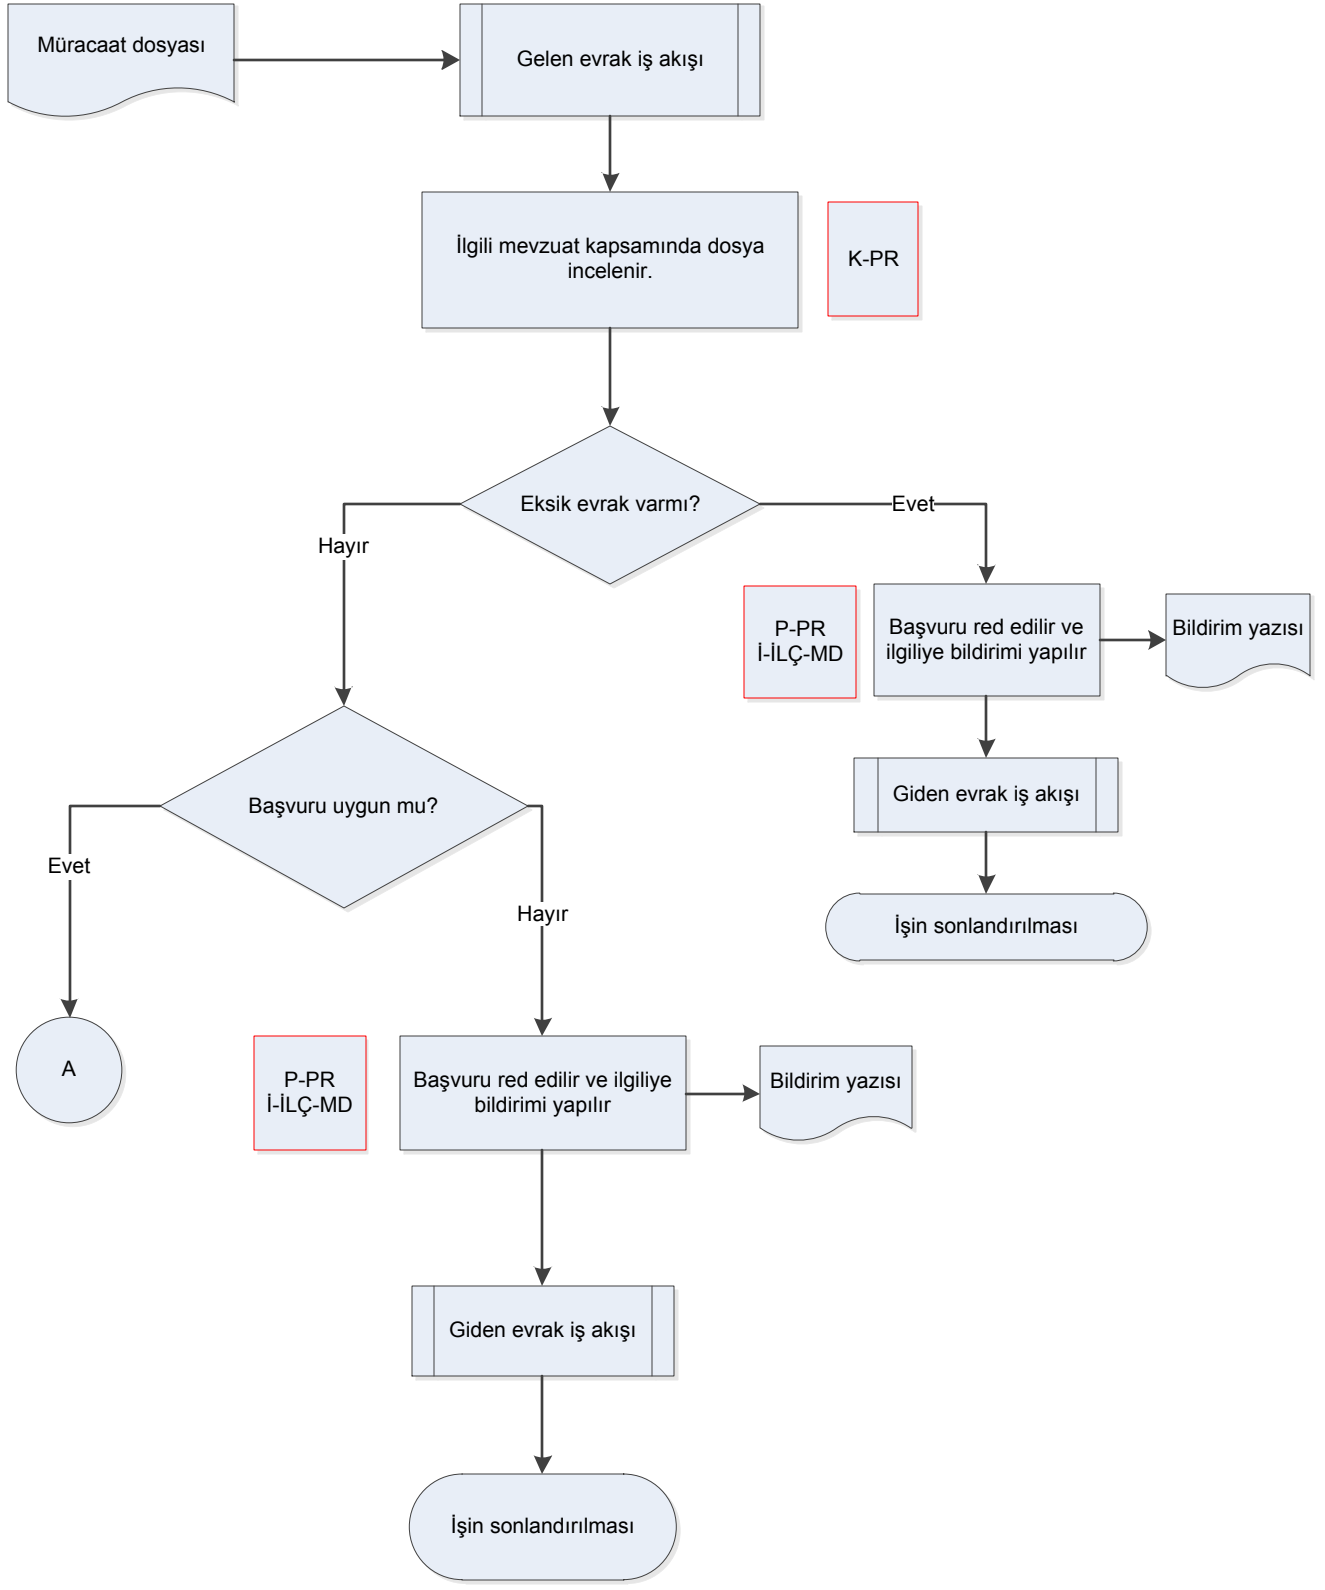 Müracaat dosyası
Gelen evrak iş akışı
İlgili mevzuat kapsamında dosya
incelenir.
K-PR
Eksik evrak varmı?
Evet
Hayır
P-PR
İ-İLÇ-MD
Başvuru red edilir ve
ilgiliye bildirimi yapılır
Bildirim yazısı
Giden evrak iş akışı
Başvuru uygun mu?
Evet
Hayır
İşin sonlandırılması
A
P-PR
İ-İLÇ-MD
Başvuru red edilir ve ilgiliye
bildirimi yapılır
Bildirim yazısı
Giden evrak iş akışı
İşin sonlandırılması